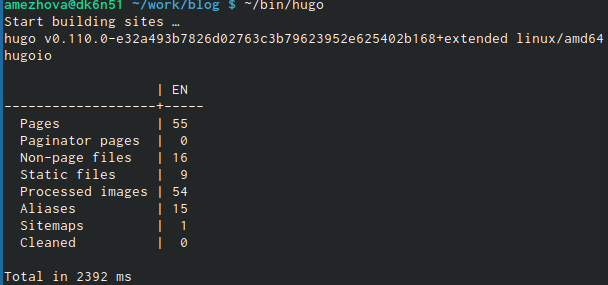 amezhova@dk6n51 ~/work/blog $ ~/bin/hugo
Start building sites …
hugo v0.110.0-e32a493b7826d02763c3b79623952e625402b168+extended linux/amd64
hugoio

                   | EN
-------------------+-----
  Pages            | 55
  Paginator pages  |  0
  Non-page files   | 16
  Static files     |  9
  Processed images | 54
  Aliases          | 15
  Sitemaps         |  1
  Cleaned          |  0

Total in 2392 ms